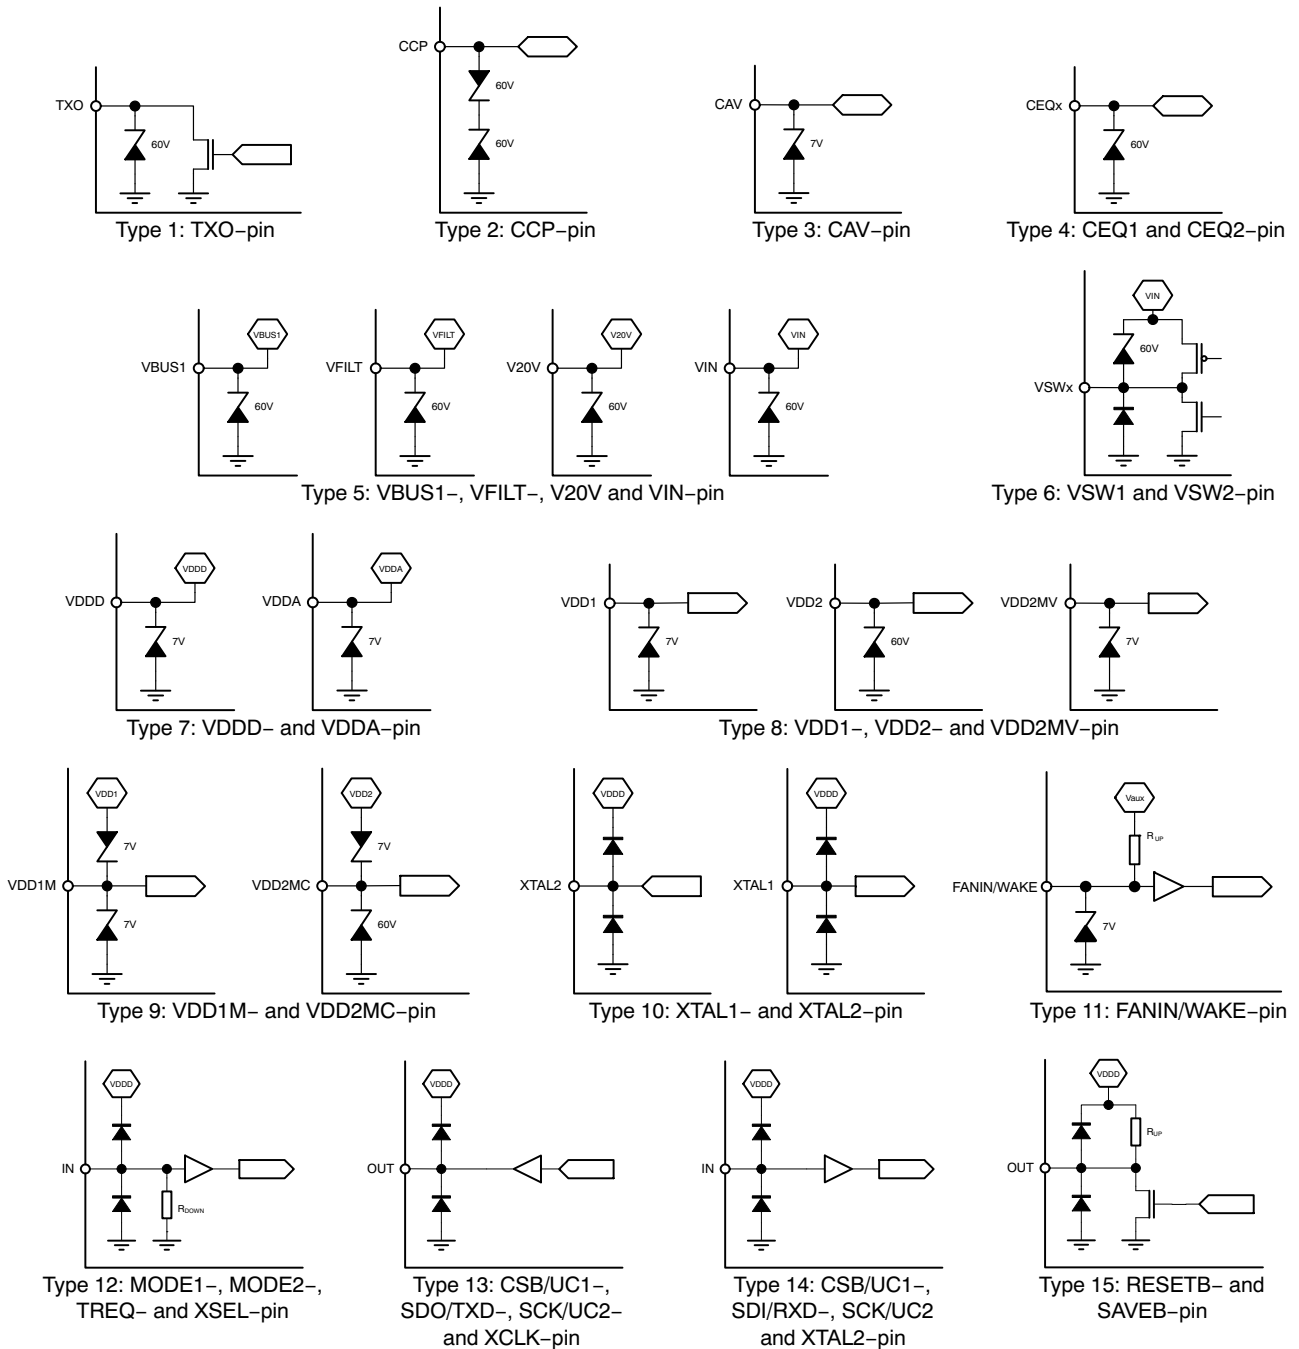 TXO
60V
Type 1: TXO–pin
CCP
60V
60V
Type 2: CCP–pin
CAV
7V
Type 3: CAV–pin
CEQx
60V
Type 4: CEQ1 and CEQ2–pin
VBUS1
VBUS1
60V
VFILT
VFILT
60V
V20V
V20V
60V
VIN
VIN
60V
Type 5: VBUS1–, VFILT–, V20V and VIN–pin
VIN
60V
VSWx
Type 6: VSW1 and VSW2–pin
VDDD
VDDD
7V
VDDA
VDDA
7V
Type 7: VDDD– and VDDA–pin
VDD1
7V
VDD2
60V
VDD2MV
7V
Type 8: VDD1–, VDD2– and VDD2MV–pin
VDD1
7V
VDD1M
7V
VDD2
7V
VDD2MC
60V
Type 9: VDD1M– and VDD2MC–pin
VDDD
XTAL2
VDDD
XTAL1
Type 10: XTAL1– and XTAL2–pin
Vaux
RUP
FANIN/WAKE
7V
Type 11: FANIN/WAKE–pin
VDDD
IN
RDOWN
Type 12: MODE1–, MODE2–,
TREQ– and XSEL–pin
VDDD
OUT
Type 13: CSB/UC1–,
SDO/TXD–, SCK/UC2–
and XCLK–pin
VDDD
IN
Type 14: CSB/UC1–,
SDI/RXD–, SCK/UC2
and XTAL2–pin
VDDD
RUP
OUT
Type 15: RESETB– and
SAVEB–pin